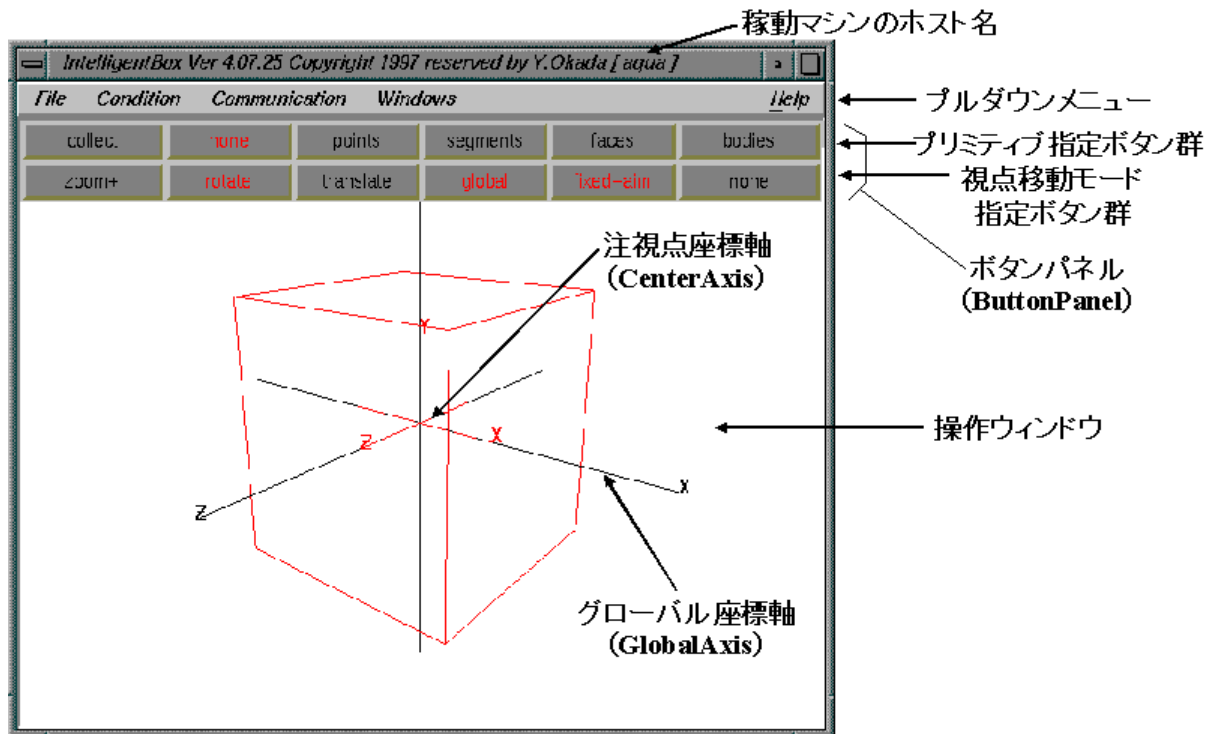 稼動マシンのホスト名
IntelligentBox Ver 4.07.25 Copyright 1997 reserved by Y.Okada [ aqua ]
File Condition Communication Windows Help
プルダウンメニュー
collect none points segments faces bodies
プリミティブ指定ボタン群
zoom+ rotate translate global fixed-aim none
視点移動モード
指定ボタン群
ボタンパネル
(ButtonPanel)
注視点座標軸
(CenterAxis)
Y
Z
X
Z
X
操作ウィンドウ
グローバル座標軸
(GlobalAxis)